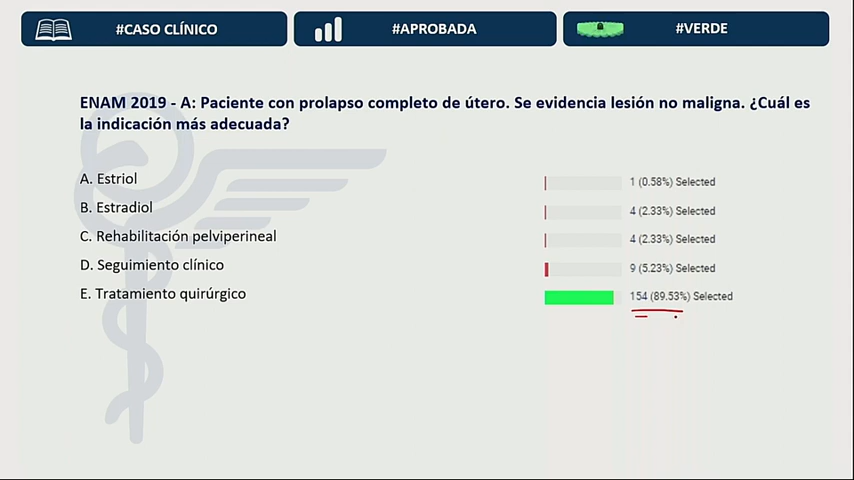 #CASO CLÍNICO
#APROBADA
#VERDE
ENAM 2019 - A: Paciente con prolapso completo de útero. Se evidencia lesión no maligna. ¿Cuál es
la indicación más adecuada?
A. Estriol
1 (0.58%) Selected
B. Estradiol
4 (2.33%) Selected
C. Rehabilitación pelviperineal
4 (2.33%) Selected
D. Seguimiento clínico
9 (5.23%) Selected
E. Tratamiento quirúrgico
154 (89.53%) Selected